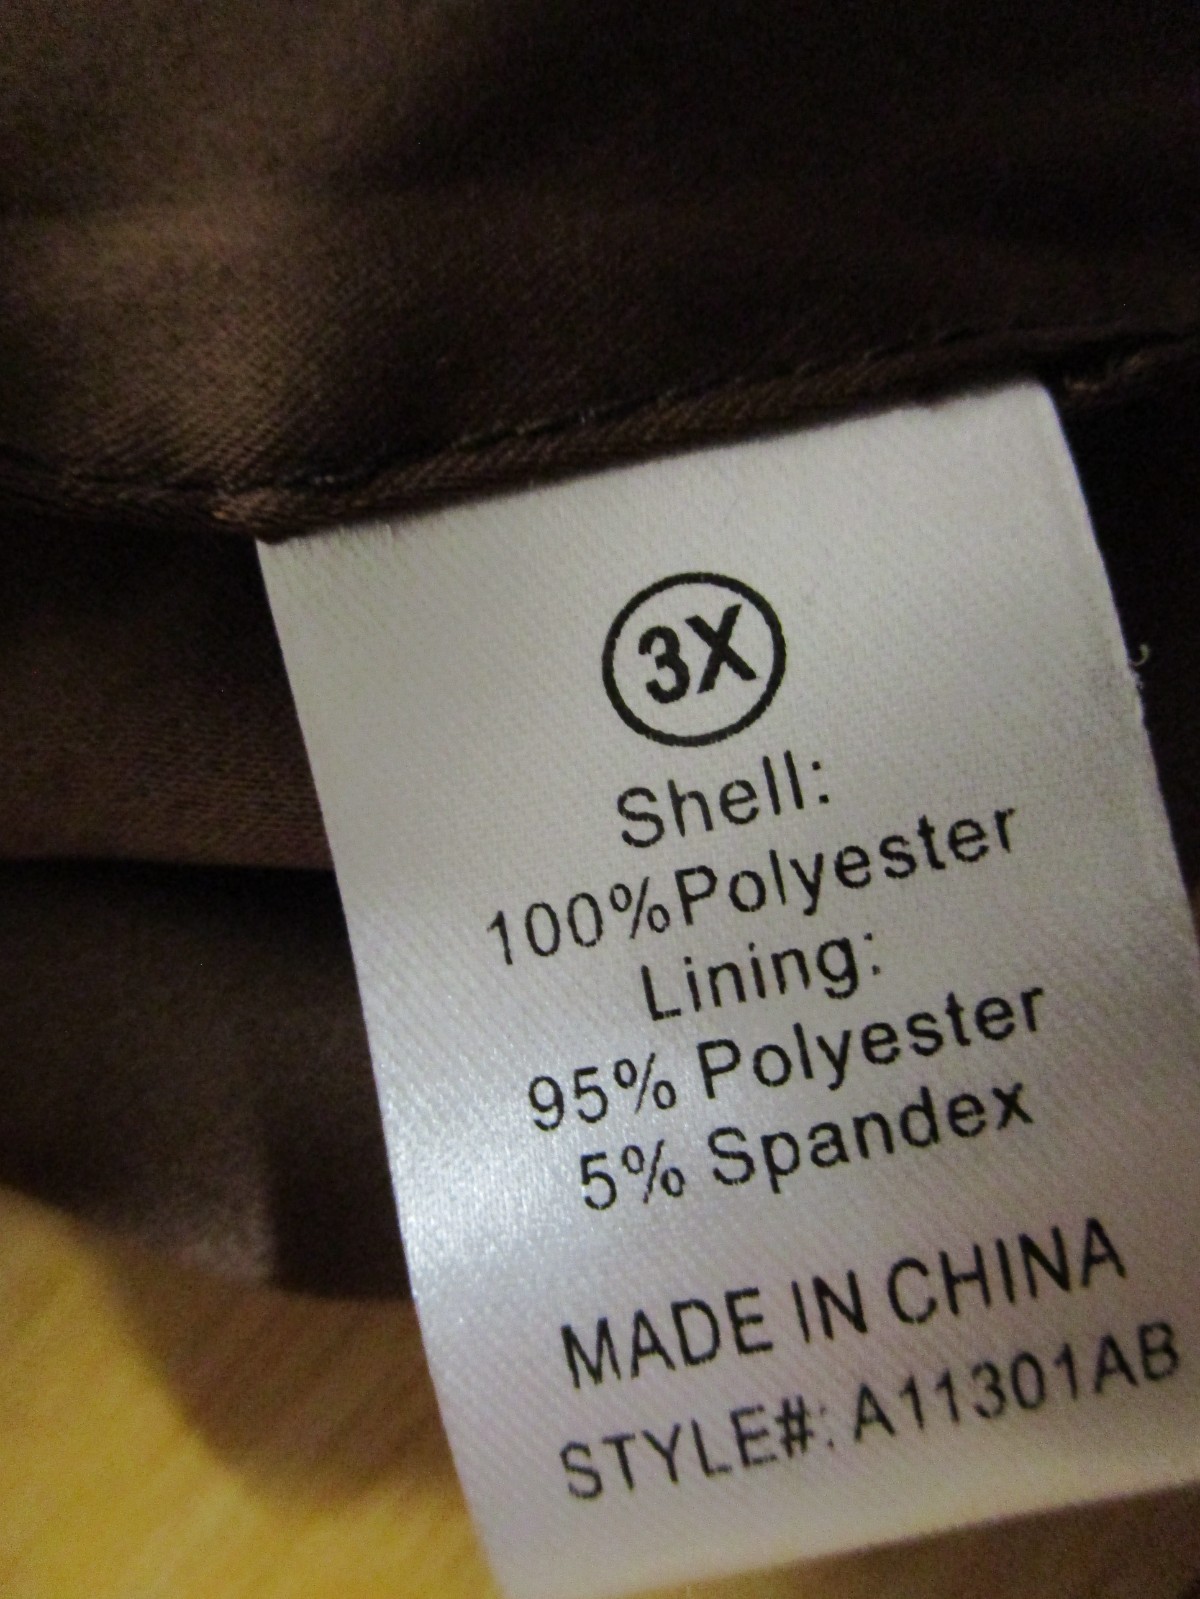 3X
Shell:
100%Polyester
Lining:
95% Polyester
5% Spandex
MADE IN CHINA
STYLE#: A11301AB